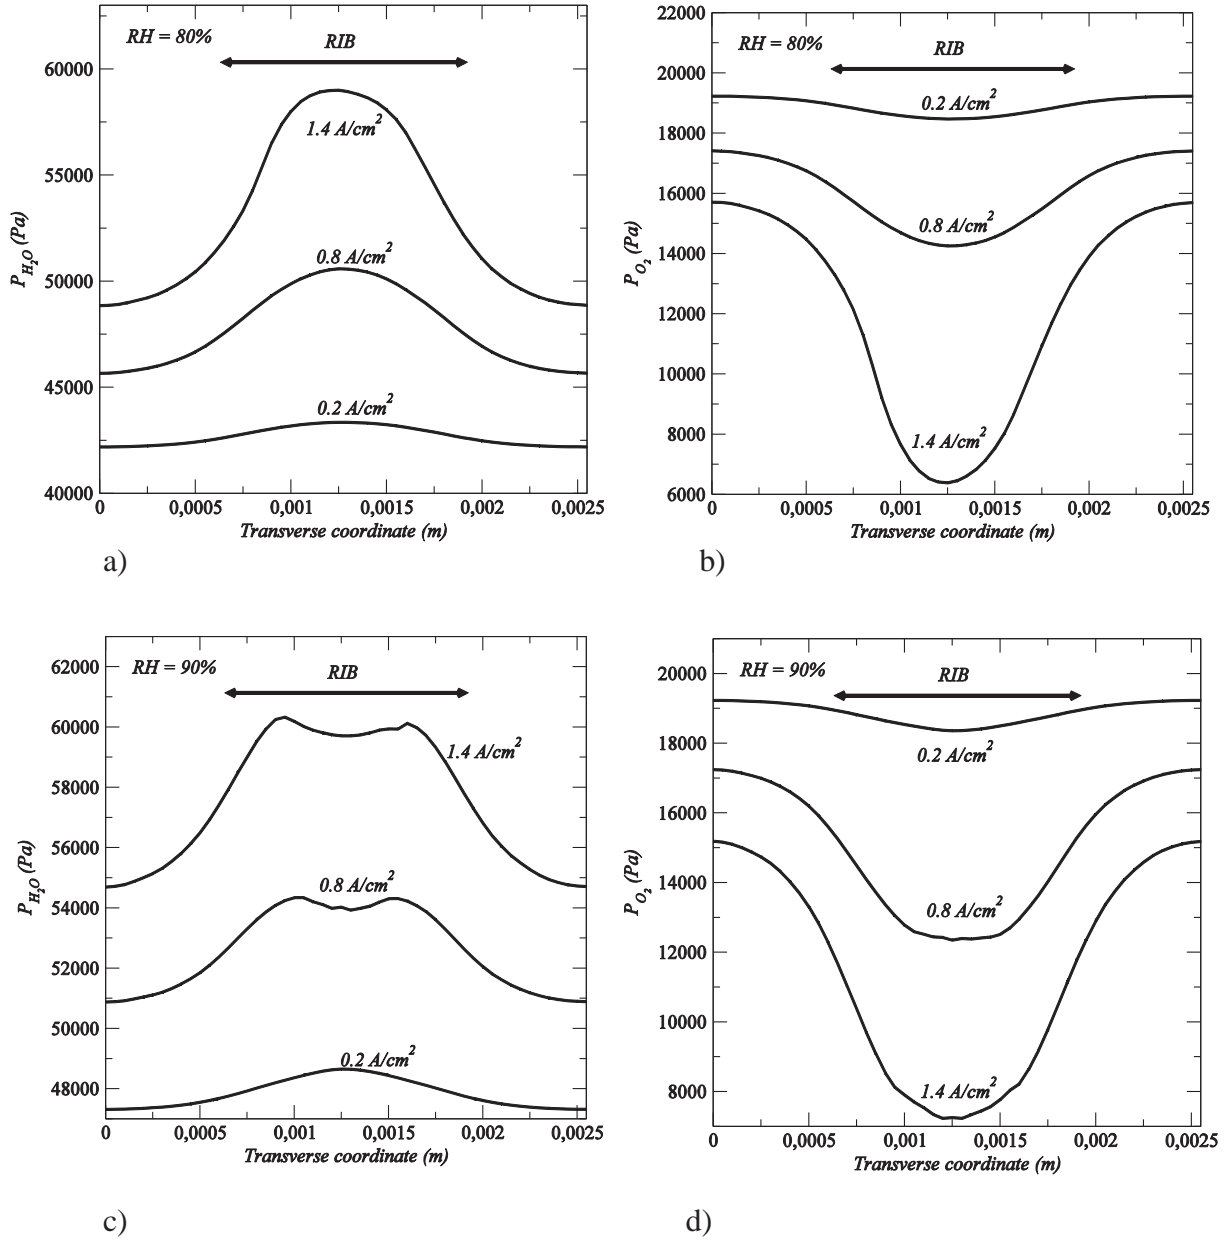 RH = 80%
RIB
60000
1.4 A/cm2
55000
PH2O (Pa)
0.8 A/cm2
50000
45000
0.2 A/cm2
40000
0 0,0005 0,001 0,0015 0,002 0,0025
Transverse coordinate (m)
a)
22000
RH = 80%
RIB
20000
0.2 A/cm2
18000
16000
0.8 A/cm2
PO2 (Pa)
14000
12000
10000
8000
1.4 A/cm2
6000
0 0,0005 0,001 0,0015 0,002 0,0025
Transverse coordinate (m)
b)
62000
RH = 90%
RIB
60000
1.4 A/cm2
58000
56000
PH2O (Pa)
0.8 A/cm2
54000
52000
50000
0.2 A/cm2
48000
0 0,0005 0,001 0,0015 0,002 0,0025
Transverse coordinate (m)
c)
20000
RH = 90%
RIB
18000
0.2 A/cm2
16000
14000
PO2 (Pa)
0.8 A/cm2
12000
10000
8000
1.4 A/cm2
0 0,0005 0,001 0,0015 0,002 0,0025
Transverse coordinate (m)
d)